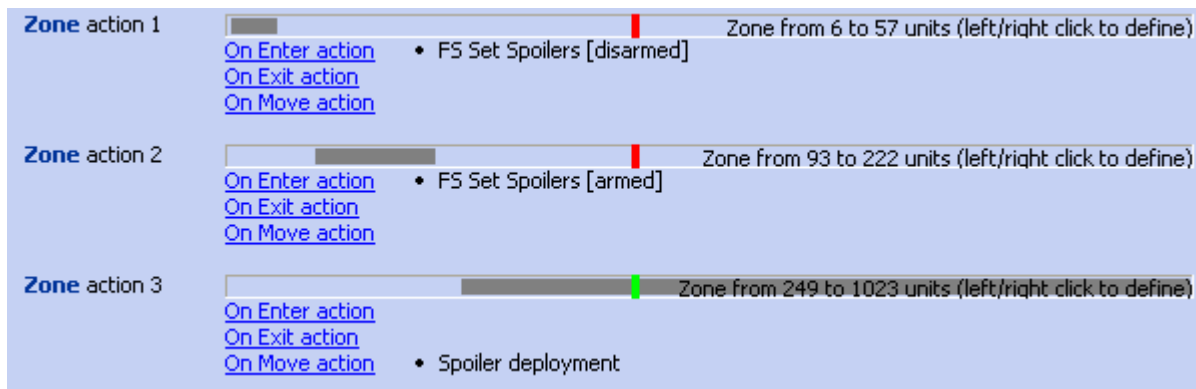 Zone action 1 Zone from 6 to 57 units (left/right click to define)
On Enter action • FS Set Spoilers [disarmed]
On Exit action
On Move action
Zone action 2 Zone from 93 to 222 units (left/right click to define)
On Enter action • FS Set Spoilers [armed]
On Exit action
On Move action
Zone action 3 Zone from 249 to 1023 units (left/right click to define)
On Enter action
On Exit action
On Move action • Spoiler deployment